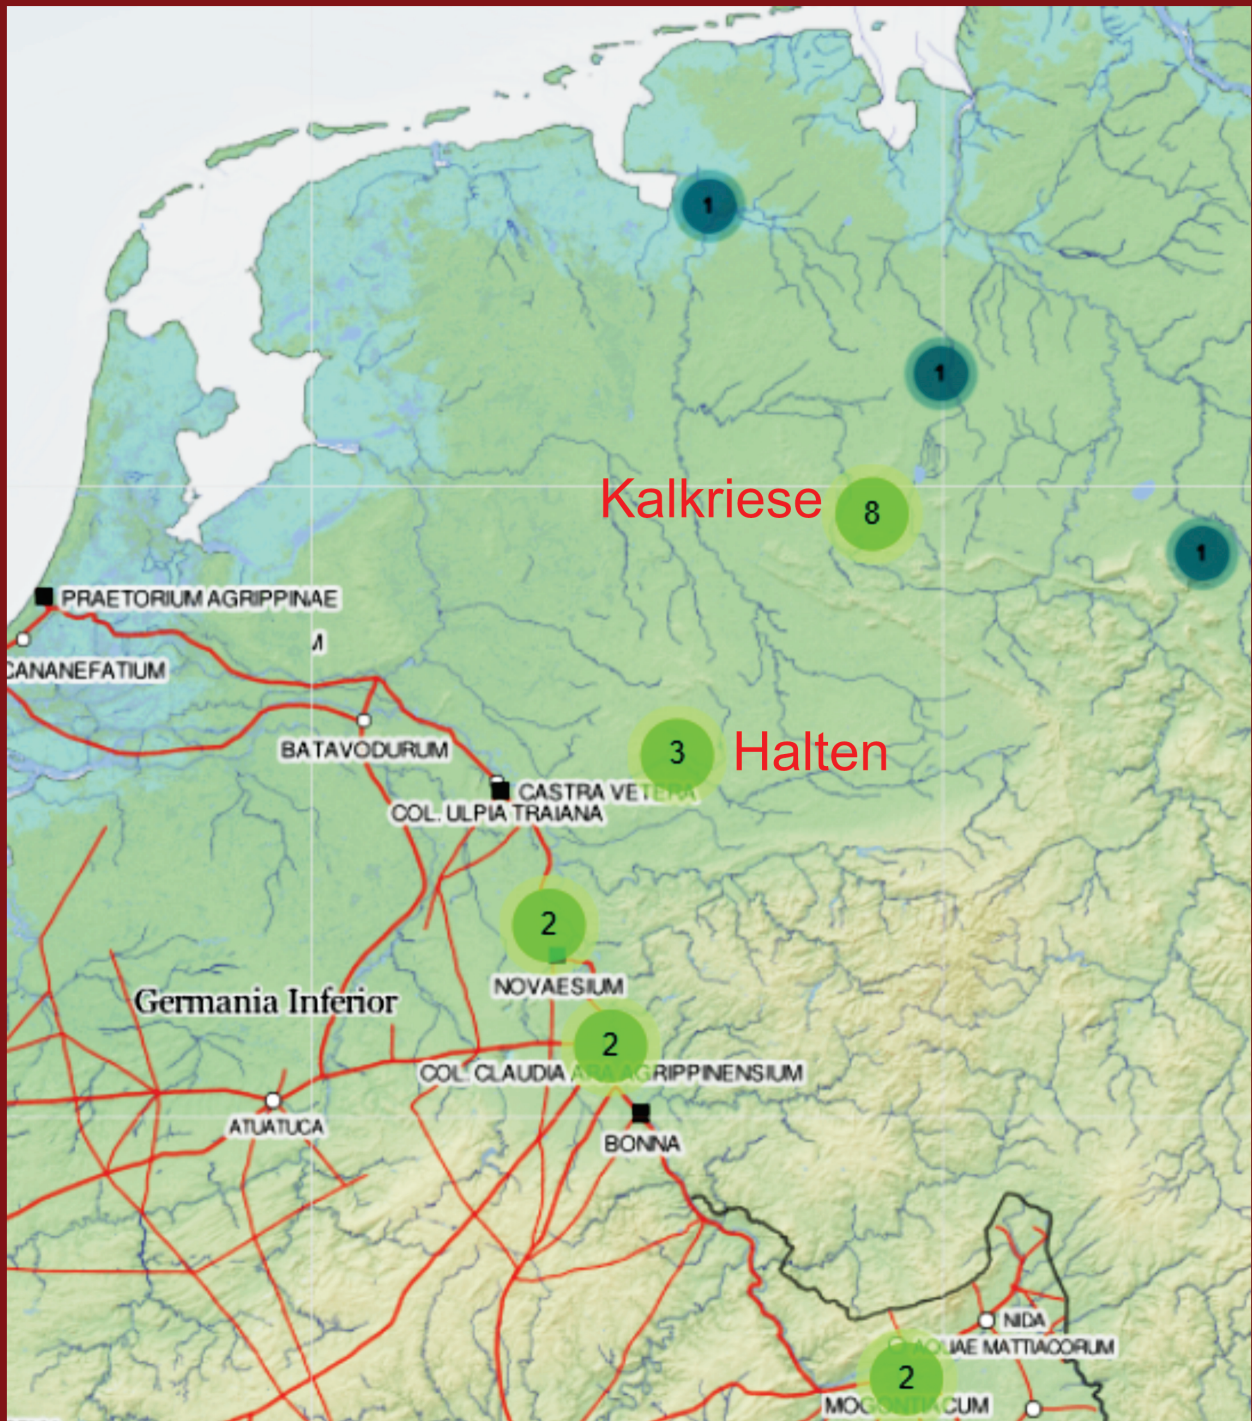 1
1
Kalkriese 8
1
PRAETORIUM AGRIPPINAE
M
CANANEFATIUM
BATAVODURUM
3 Halten
CASTRA VETERA
COL. ULPIA TRAIANA
2
NOVAESIUM
Germania Inferior
2
COL. CLAUDIA ARA AGRIPPINENSIUM
ATUATUCA
BONNA
NIDA
AQUAE MATTIACORUM
2
MOGONTIACUM